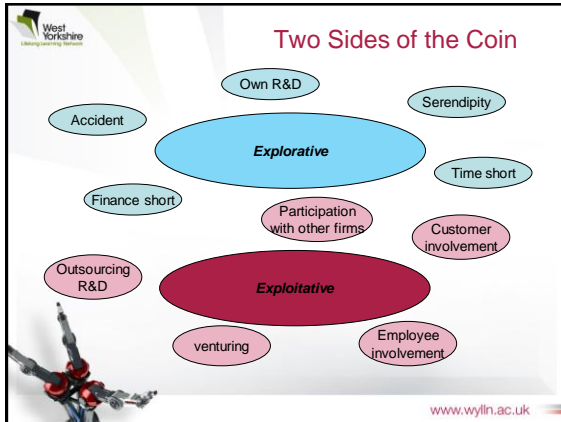 West
Yorkshire
Lifelong Learning Network
Two Sides of the Coin
Own R&D
Serendipity
Accident
Explorative
Time short
Finance short
Participation
with other firms
Customer
involvement
Outsourcing
R&D
Exploitative
venturing
Employee
involvement
www.wylln.ac.uk